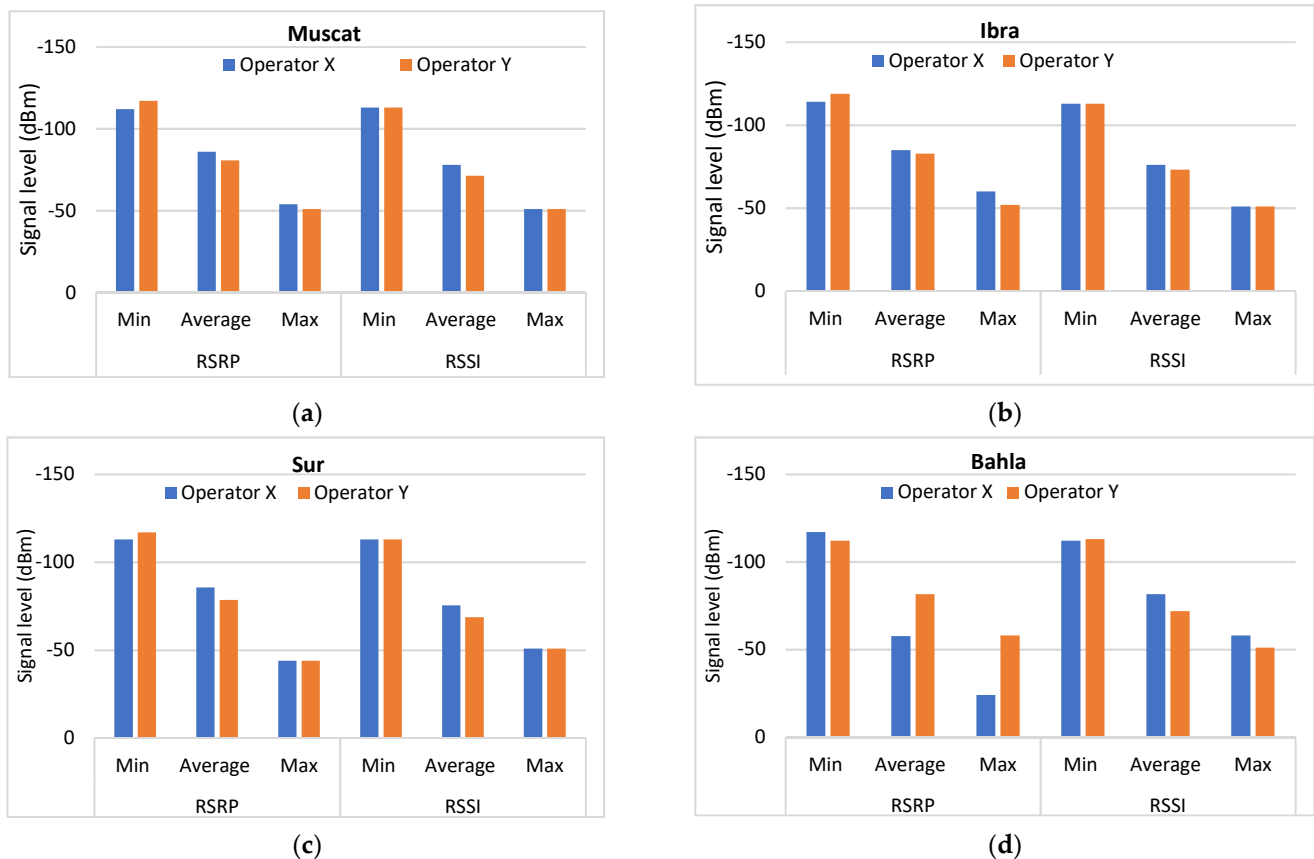 Muscat
Operator X Operator Y
Signal level (dBm)
-150
-100
-50
0
Min Average Max Min Average Max
RSRP RSSI
(a)
Ibra
Operator X Operator Y
Signal level (dBm)
-150
-100
-50
0
Min Average Max Min Average Max
RSRP RSSI
(b)
Sur
Operator X Operator Y
Signal level (dBm)
-150
-100
-50
0
Min Average Max Min Average Max
RSRP RSSI
(c)
Bahla
Operator X Operator Y
Signal level (dBm)
-150
-100
-50
0
Min Average Max Min Average Max
RSRP RSSI
(d)